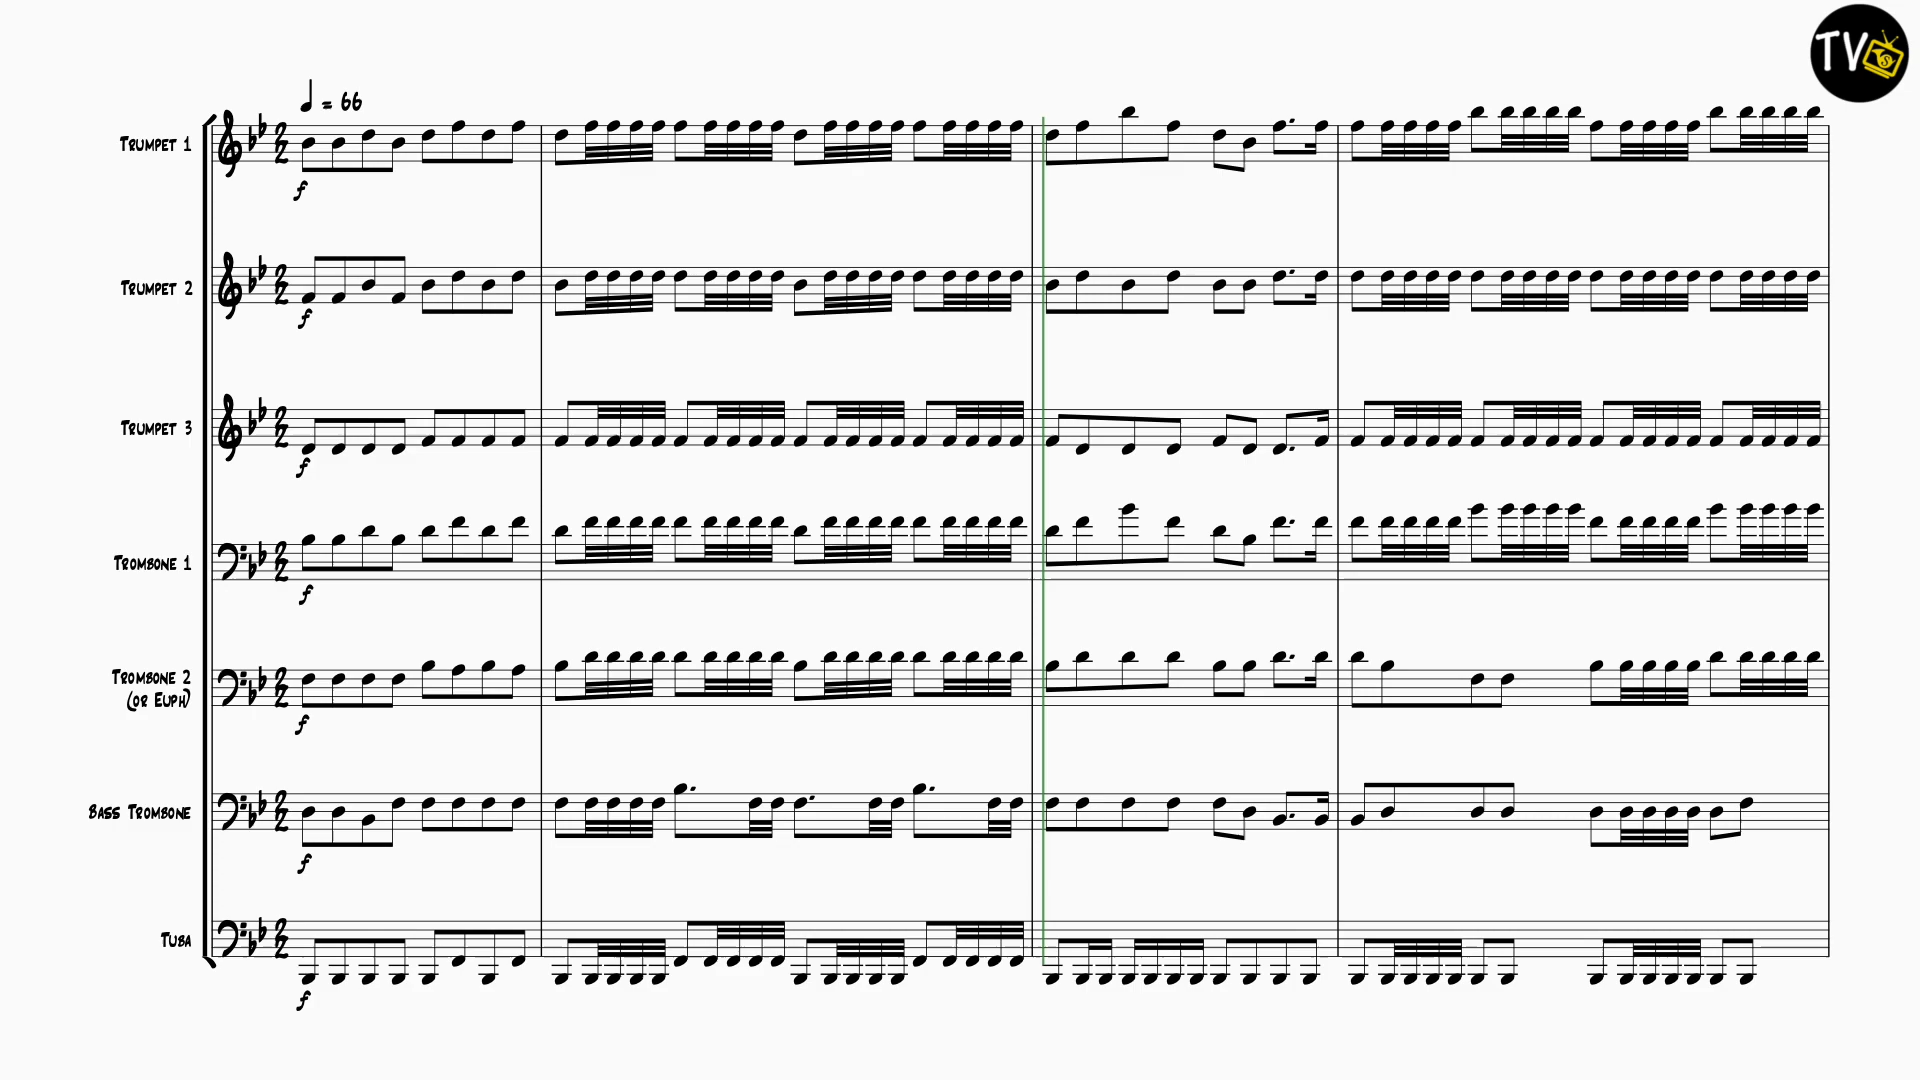 TV
♩ = 66
Trumpet 1
f
Trumpet 2
f
Trumpet 3
f
Trombone 1
f
Trombone 2
(or Euph)
f
Bass Trombone
f
Tuba
f